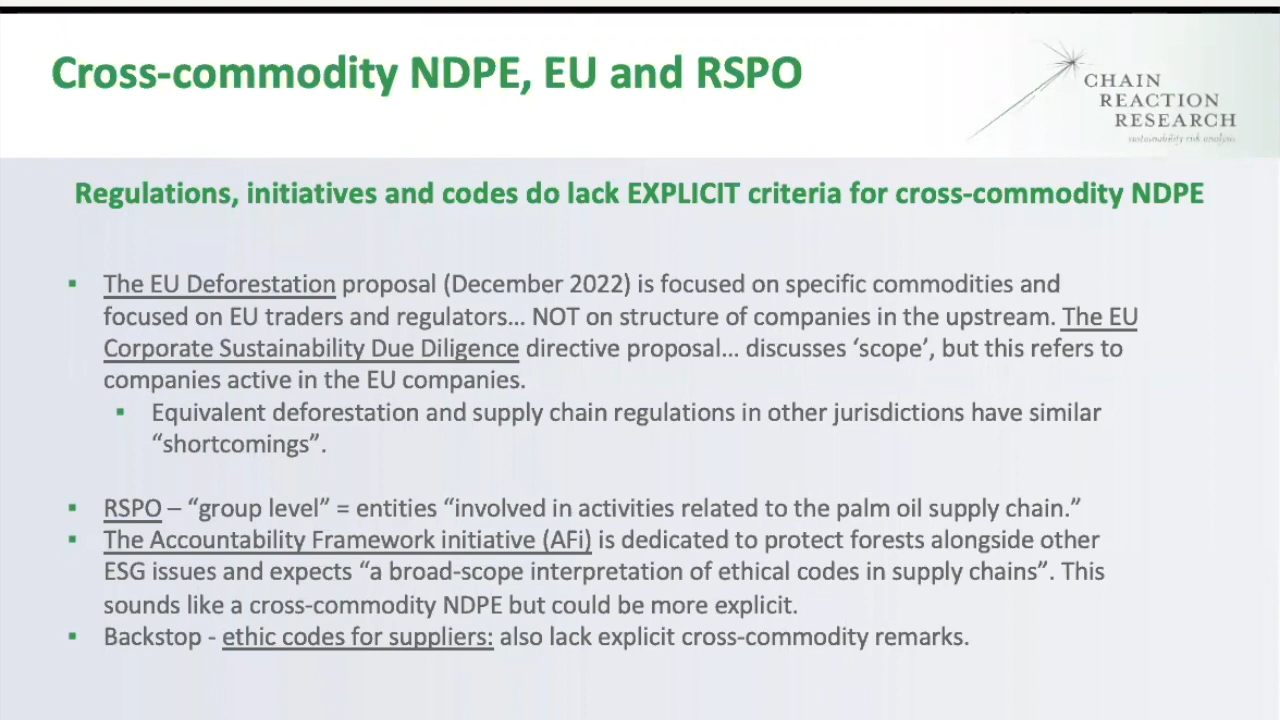 Cross-commodity NDPE, EU and RSPO
CHAIN
REACTION
RESEARCH
sustainability risk analysis
Regulations, initiatives and codes do lack EXPLICIT criteria for cross-commodity NDPE
▪ The EU Deforestation proposal (December 2022) is focused on specific commodities and
focused on EU traders and regulators... NOT on structure of companies in the upstream. The EU
Corporate Sustainability Due Diligence directive proposal... discusses ‘scope’, but this refers to
companies active in the EU companies.
▪ Equivalent deforestation and supply chain regulations in other jurisdictions have similar
“shortcomings”.
▪ RSPO – “group level” = entities “involved in activities related to the palm oil supply chain.”
▪ The Accountability Framework initiative (AFi) is dedicated to protect forests alongside other
ESG issues and expects “a broad-scope interpretation of ethical codes in supply chains”. This
sounds like a cross-commodity NDPE but could be more explicit.
▪ Backstop - ethic codes for suppliers: also lack explicit cross-commodity remarks.